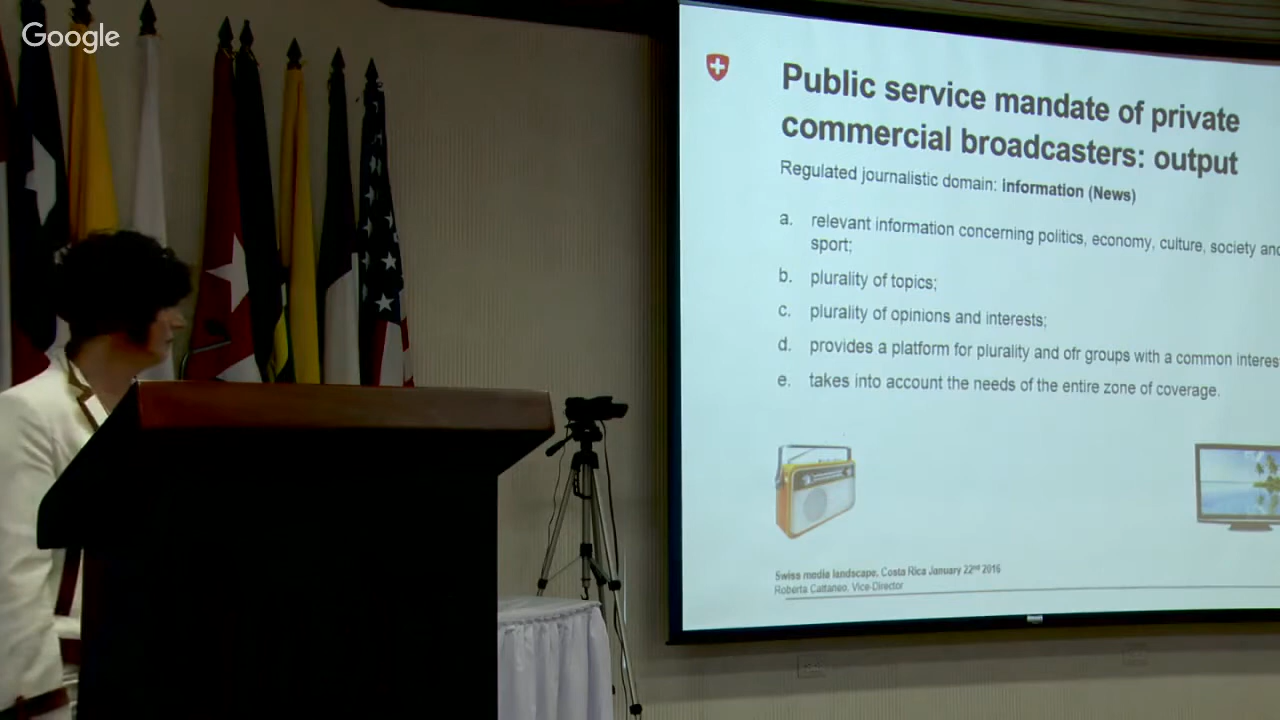 Google
Public service mandate of private
commercial broadcasters: output
Regulated journalistic domain: Information (News)
a. relevant information concerning politics, economy, culture, society and
sport;
b. plurality of topics;
c. plurality of opinions and interests;
d. provides a platform for plurality and ofr groups with a common interes
e. takes into account the needs of the entire zone of coverage.
Swiss media landscape, Costa Rica January 22nd 2016
Roberta Cattaneo, Vice-Director